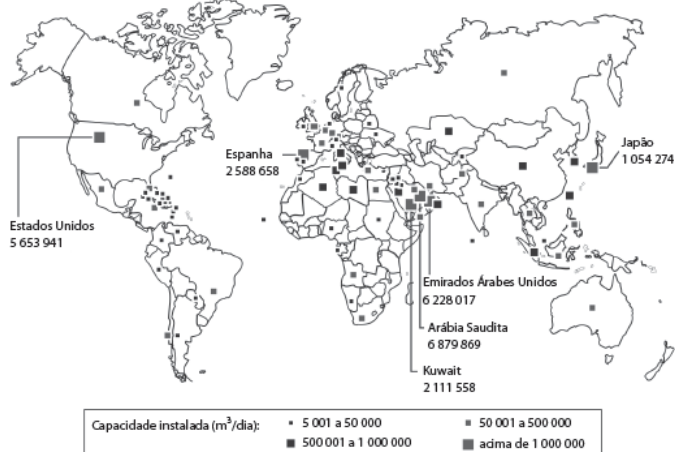 Japão
1 054 274
Espanha
2 588 658
Estados Unidos
5 653 941
Emirados Árabes Unidos
6 228 017
Arábia Saudita
6 879 869
Kuwait
2 111 558
Capacidade instalada (m³/dia):
5 001 a 50 000
50 001 a 500 000
500 001 a 1 000 000
acima de 1 000 000